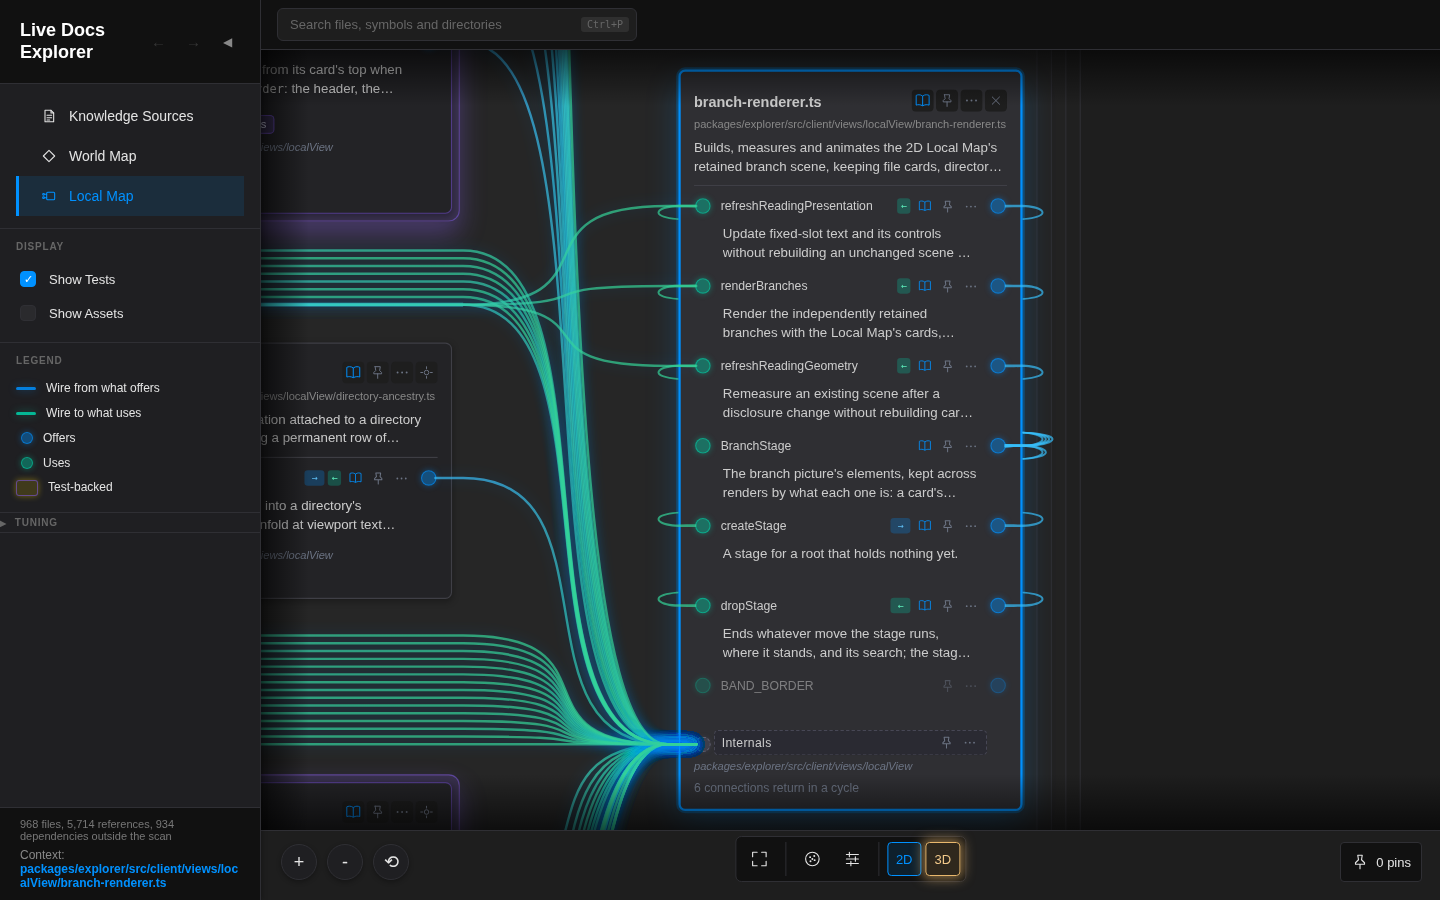 Live Docs
Explorer
Search files, symbols and directories
Ctrl+P
Knowledge Sources
World Map
Local Map
DISPLAY
Show Tests
Show Assets
LEGEND
Wire from what offers
Wire to what uses
Offers
Uses
Test-backed
TUNING
968 files, 5,714 references, 934
dependencies outside the scan
Context:
packages/explorer/src/client/views/loc
alView/branch-renderer.ts
from its card's top when
der: the header, the…
s
iews/localView
iews/localView/directory-ancestry.ts
ation attached to a directory
g a permanent row of…
into a directory's
nfold at viewport text…
iews/localView
branch-renderer.ts
packages/explorer/src/client/views/localView/branch-renderer.ts
Builds, measures and animates the 2D Local Map's
retained branch scene, keeping file cards, director…
refreshReadingPresentation
Update fixed-slot text and its controls
without rebuilding an unchanged scene …
renderBranches
Render the independently retained
branches with the Local Map's cards,…
refreshReadingGeometry
Remeasure an existing scene after a
disclosure change without rebuilding car…
BranchStage
The branch picture's elements, kept across
renders by what each one is: a card's…
createStage
A stage for a root that holds nothing yet.
dropStage
Ends whatever move the stage runs,
where it stands, and its search; the stag…
BAND_BORDER
Internals
packages/explorer/src/client/views/localView
6 connections return in a cycle
+
-
2D
3D
0 pins